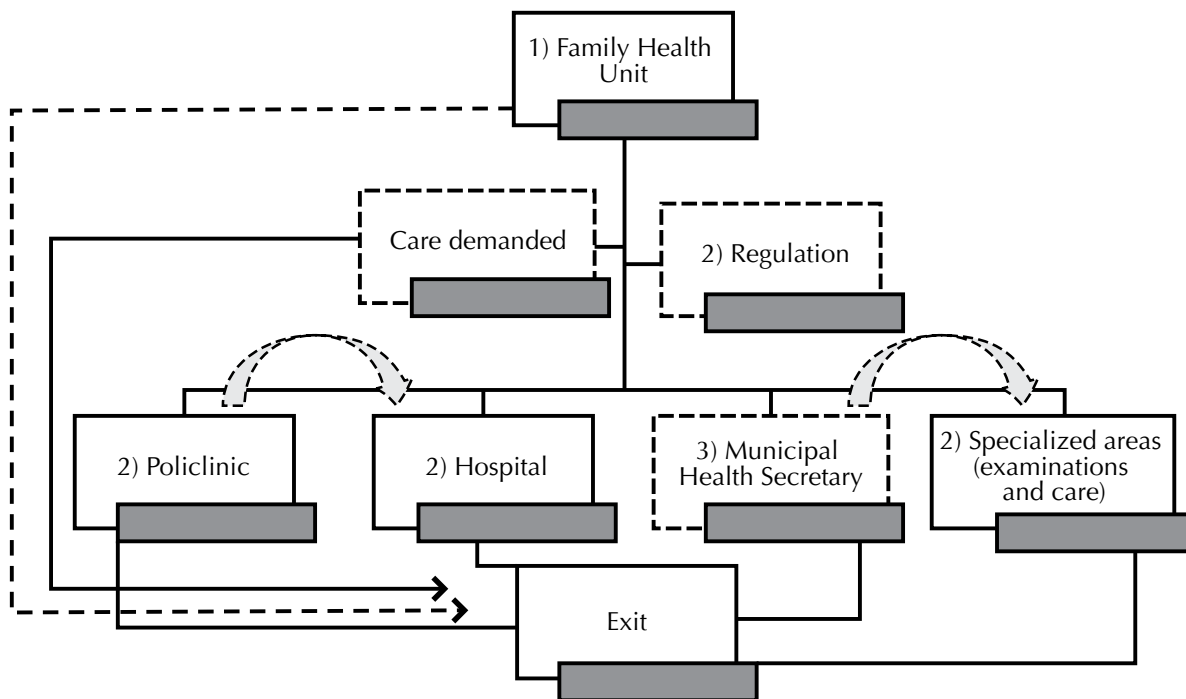 1) Family Health
Unit
Care demanded
2) Regulation
2) Policlinic
2) Hospital
3) Municipal
Health Secretary
2) Specialized areas
(examinations
and care)
Exit